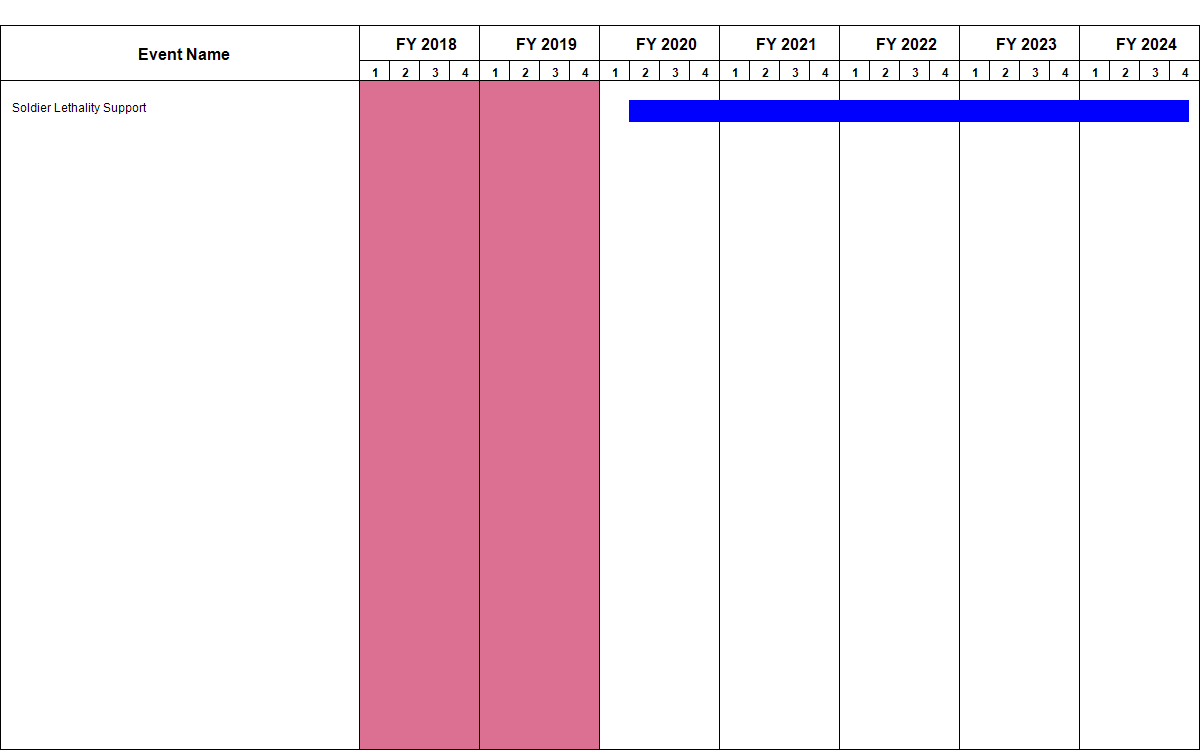 Event Name
FY 2018 FY 2019 FY 2020 FY 2021 FY 2022 FY 2023 FY 2024
1 2 3 4 1 2 3 4 1 2 3 4 1 2 3 4 1 2 3 4 1 2 3 4 1 2 3 4
Soldier Lethality Support